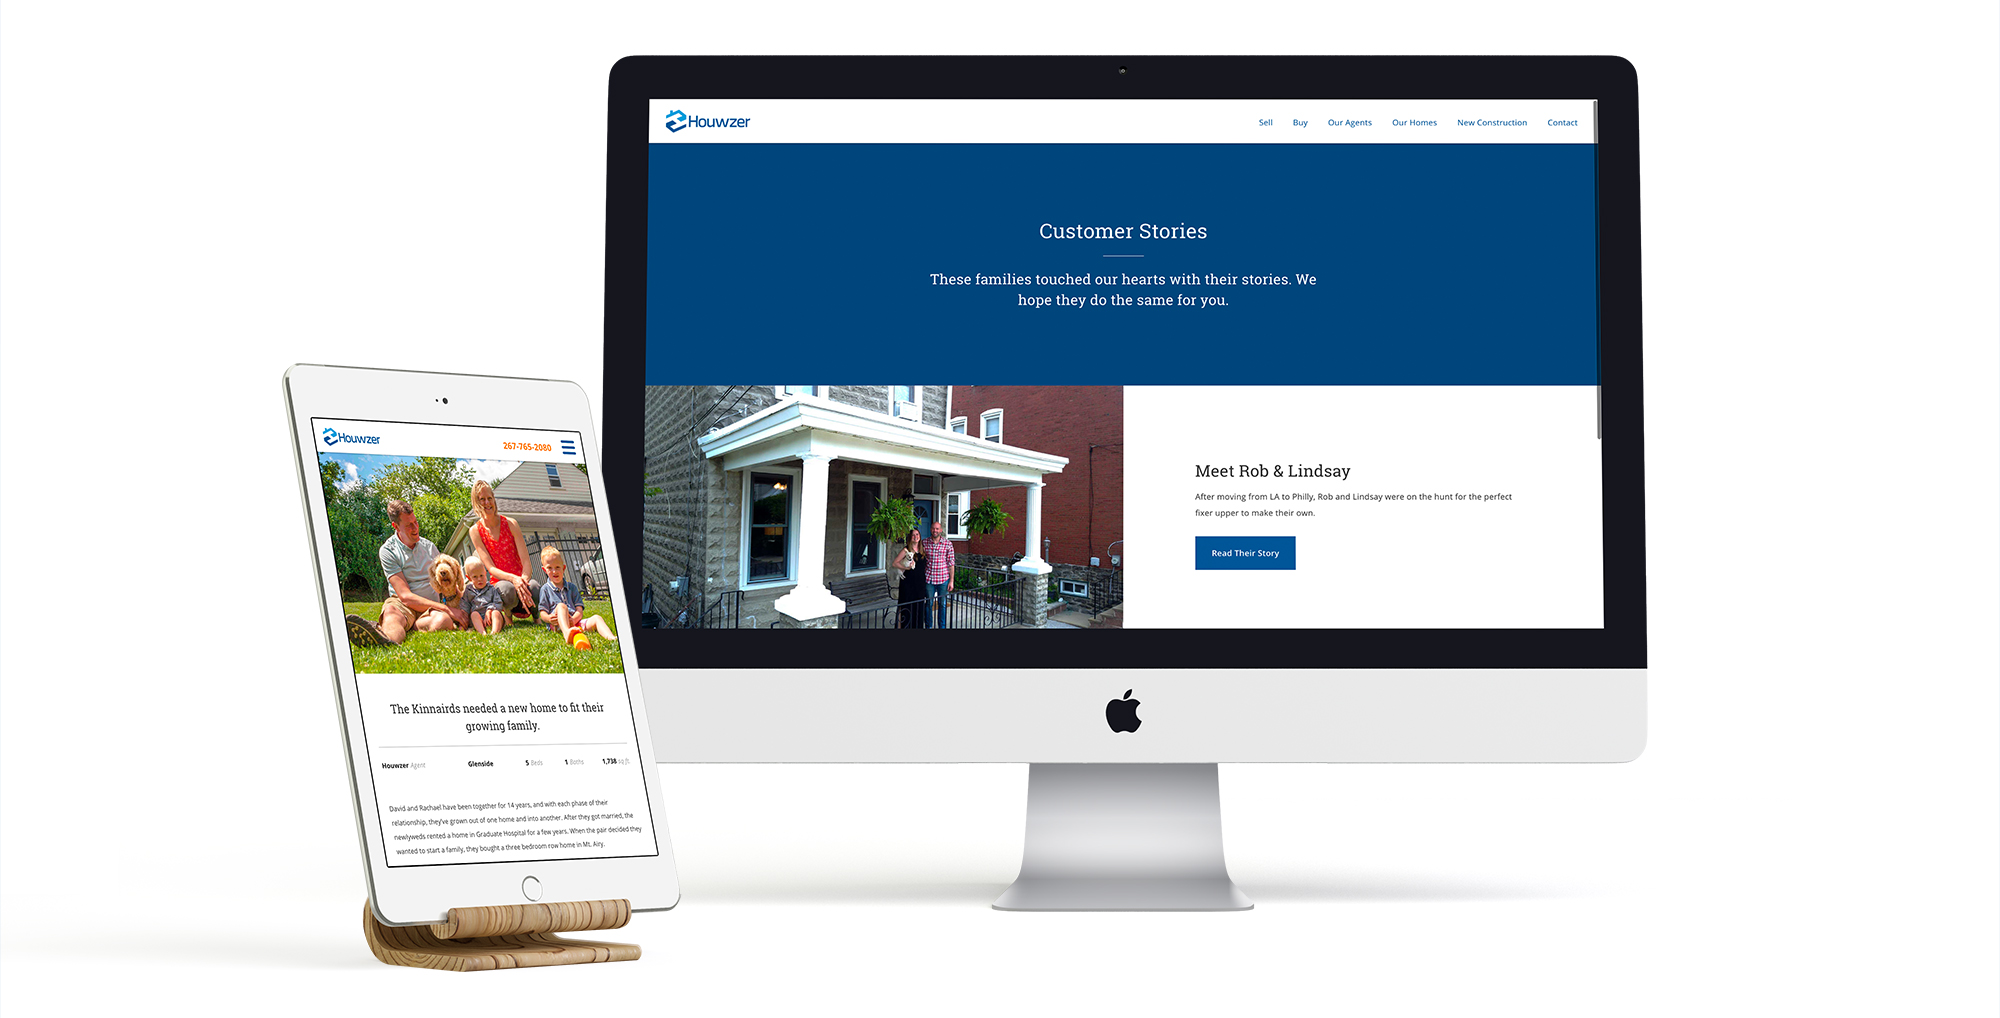 Houwzer
Sell Buy Our Agents Our Homes New Construction Contact
Customer Stories
These families touched our hearts with their stories. We
hope they do the same for you.
Meet Rob & Lindsay
After moving from LA to Philly, Rob and Lindsay were on the hunt for the perfect
fixer upper to make their own.
Read Their Story
Houwzer
267-765-2080
The Kinnairds needed a new home to fit their
growing family.
Houwzer Agent Glenside 5 Beds 1 Baths 1,738 sq ft.
David and Rachael have been together for 14 years, and with each phase of their
relationship, they've grown out of one home and into another. After they got married, the
newlyweds rented a home in Graduate Hospital for a few years. When the pair decided they
wanted to start a family, they bought a three bedroom row home in Mt. Airy.